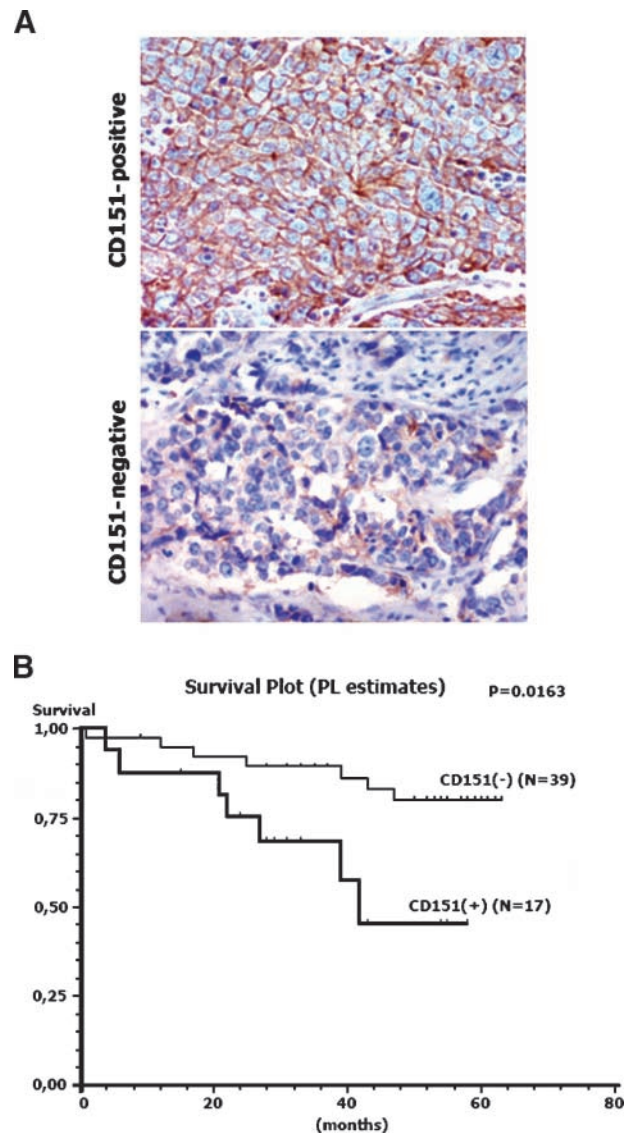 A
CD151-positive
CD151-negative
B
Survival Plot (PL estimates) P=0.0163
Survival
1,00
CD151(-) (N=39)
0,75
0,50
CD151(+) (N=17)
0,25
0,00
0 20 40 60 80
(months)